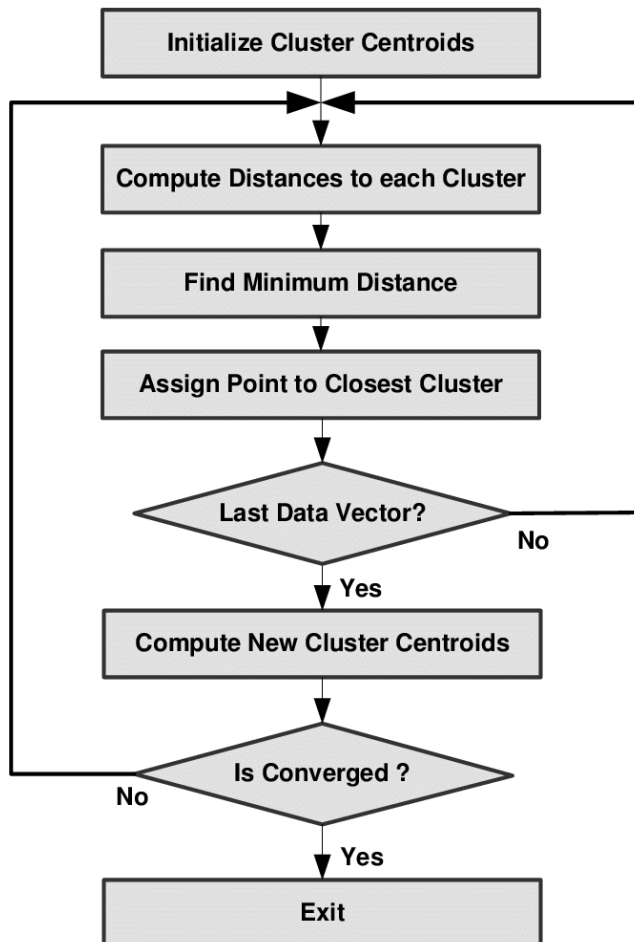 Initialize Cluster Centroids
Compute Distances to each Cluster
Find Minimum Distance
Assign Point to Closest Cluster
Last Data Vector?
No
Yes
Compute New Cluster Centroids
Is Converged ?
No
Yes
Exit